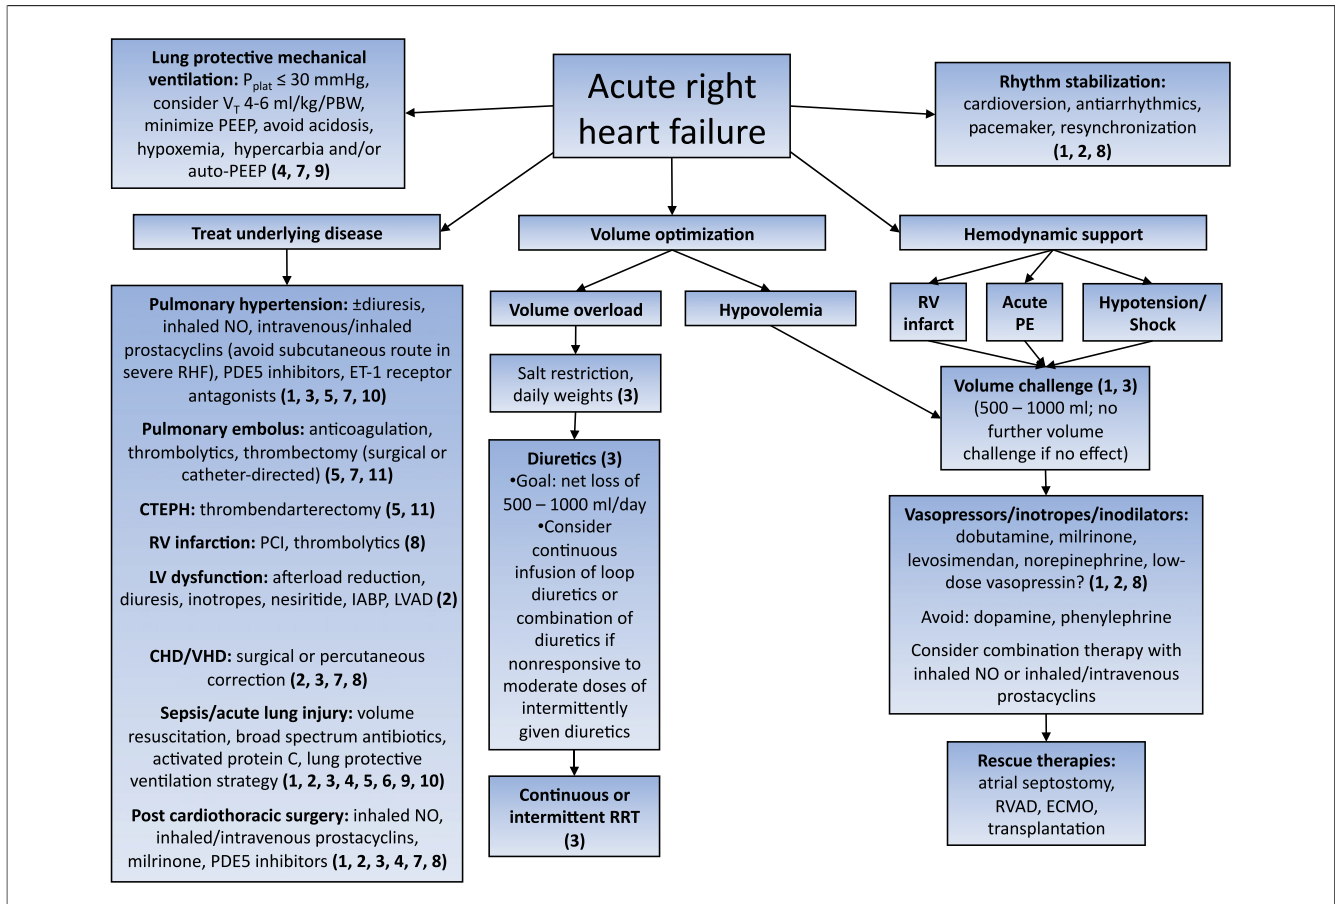 Acute right
heart failure
Lung protective mechanical
ventilation: Pplat ≤ 30 mmHg,
consider VT 4-6 ml/kg/PBW,
minimize PEEP, avoid acidosis,
hypoxemia, hypercarbia and/or
auto-PEEP (4, 7, 9)
Rhythm stabilization:
cardioversion, antiarrhythmics,
pacemaker, resynchronization
(1, 2, 8)
Treat underlying disease
Pulmonary hypertension: ±diuresis,
inhaled NO, intravenous/inhaled
prostacyclins (avoid subcutaneous route in
severe RHF), PDE5 inhibitors, ET-1 receptor
antagonists (1, 3, 5, 7, 10)
Pulmonary embolus: anticoagulation,
thrombolytics, thrombectomy (surgical or
catheter-directed) (5, 7, 11)
CTEPH: thrombendarterectomy (5, 11)
RV infarction: PCI, thrombolytics (8)
LV dysfunction: afterload reduction,
diuresis, inotropes, nesiritide, IABP, LVAD (2)
CHD/VHD: surgical or percutaneous
correction (2, 3, 7, 8)
Sepsis/acute lung injury: volume
resuscitation, broad spectrum antibiotics,
activated protein C, lung protective
ventilation strategy (1, 2, 3, 4, 5, 6, 9, 10)
Post cardiothoracic surgery: inhaled NO,
inhaled/intravenous prostacyclins,
milrinone, PDE5 inhibitors (1, 2, 3, 4, 7, 8)
Volume optimization
Volume overload
Hypovolemia
Salt restriction,
daily weights (3)
Diuretics (3)
•Goal: net loss of
500 – 1000 ml/day
•Consider
continuous
infusion of loop
diuretics or
combination of
diuretics if
nonresponsive to
moderate doses of
intermittently
given diuretics
Continuous or
intermittent RRT
(3)
Hemodynamic support
RV
infarct
Acute
PE
Hypotension/
Shock
Volume challenge (1, 3)
(500 – 1000 ml; no
further volume
challenge if no effect)
Vasopressors/inotropes/inodilators:
dobutamine, milrinone,
levosimendan, norepinephrine, low-
dose vasopressin? (1, 2, 8)
Avoid: dopamine, phenylephrine
Consider combination therapy with
inhaled NO or inhaled/intravenous
prostacyclins
Rescue therapies:
atrial septostomy,
RVAD, ECMO,
transplantation